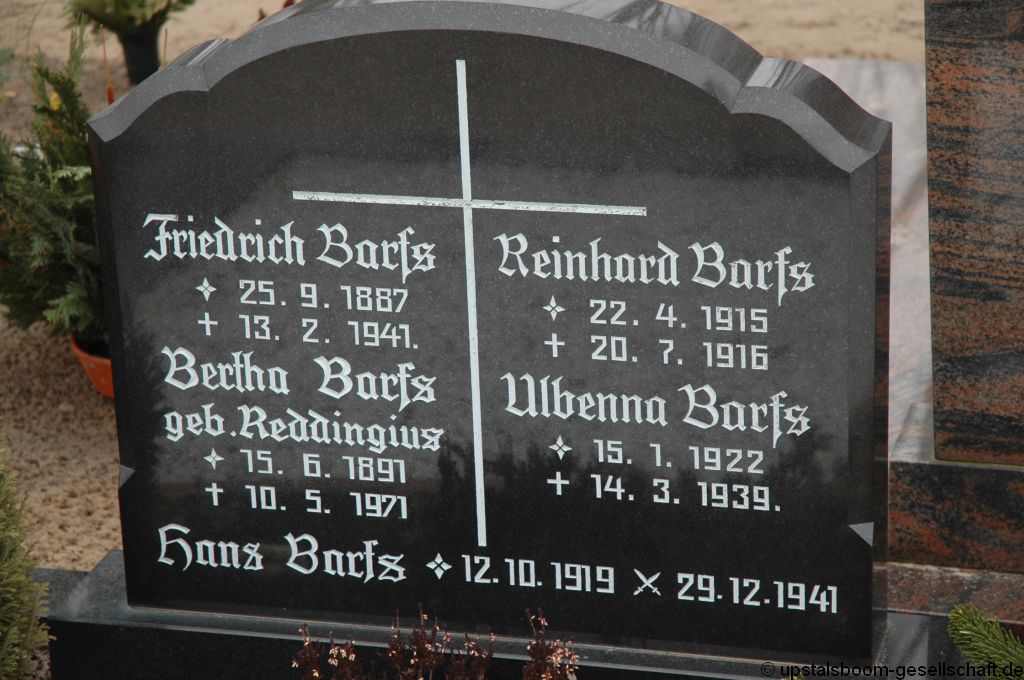 Friedrich Barfs
✧ 25. 9. 1887
† 13. 2. 1941.
Bertha Barfs
geb. Reddingius
✧ 15. 6. 1891
† 10. 5. 1971
Reinhard Barfs
✧ 22. 4. 1915
† 20. 7. 1916
Ulbenna Barfs
✧ 15. 1. 1922
† 14. 3. 1939.
Hans Barfs ✧ 12.10.1919 ⚔ 29.12.1941
© upstalsboom-gesellschaft.de